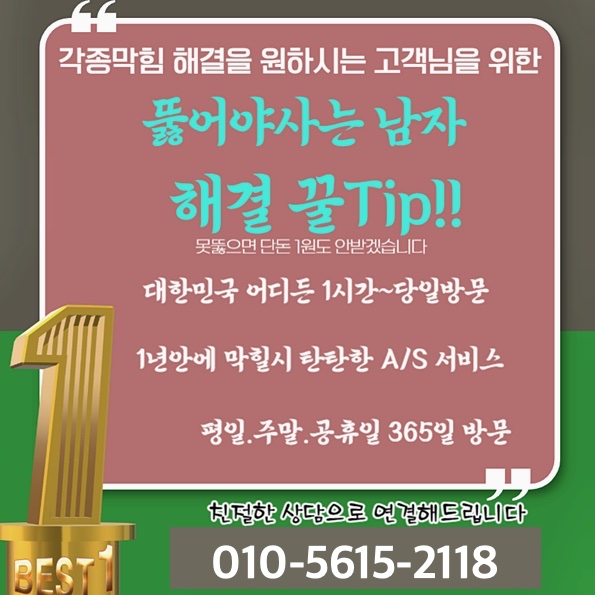 각종막힘 해결을 원하시는 고객님을 위한
뚫어야사는 남자
해결 꿀Tip!!
못뚫으면 단돈 1원도 안받겠습니다
대한민국 어디든 1시간~당일방문
1년안에 막힐시 탄탄한 A/S 서비스
평일.주말.공휴일 365일 방문
친절한 상담으로 연결해드립니다
010-5615-2118
1
BEST 1